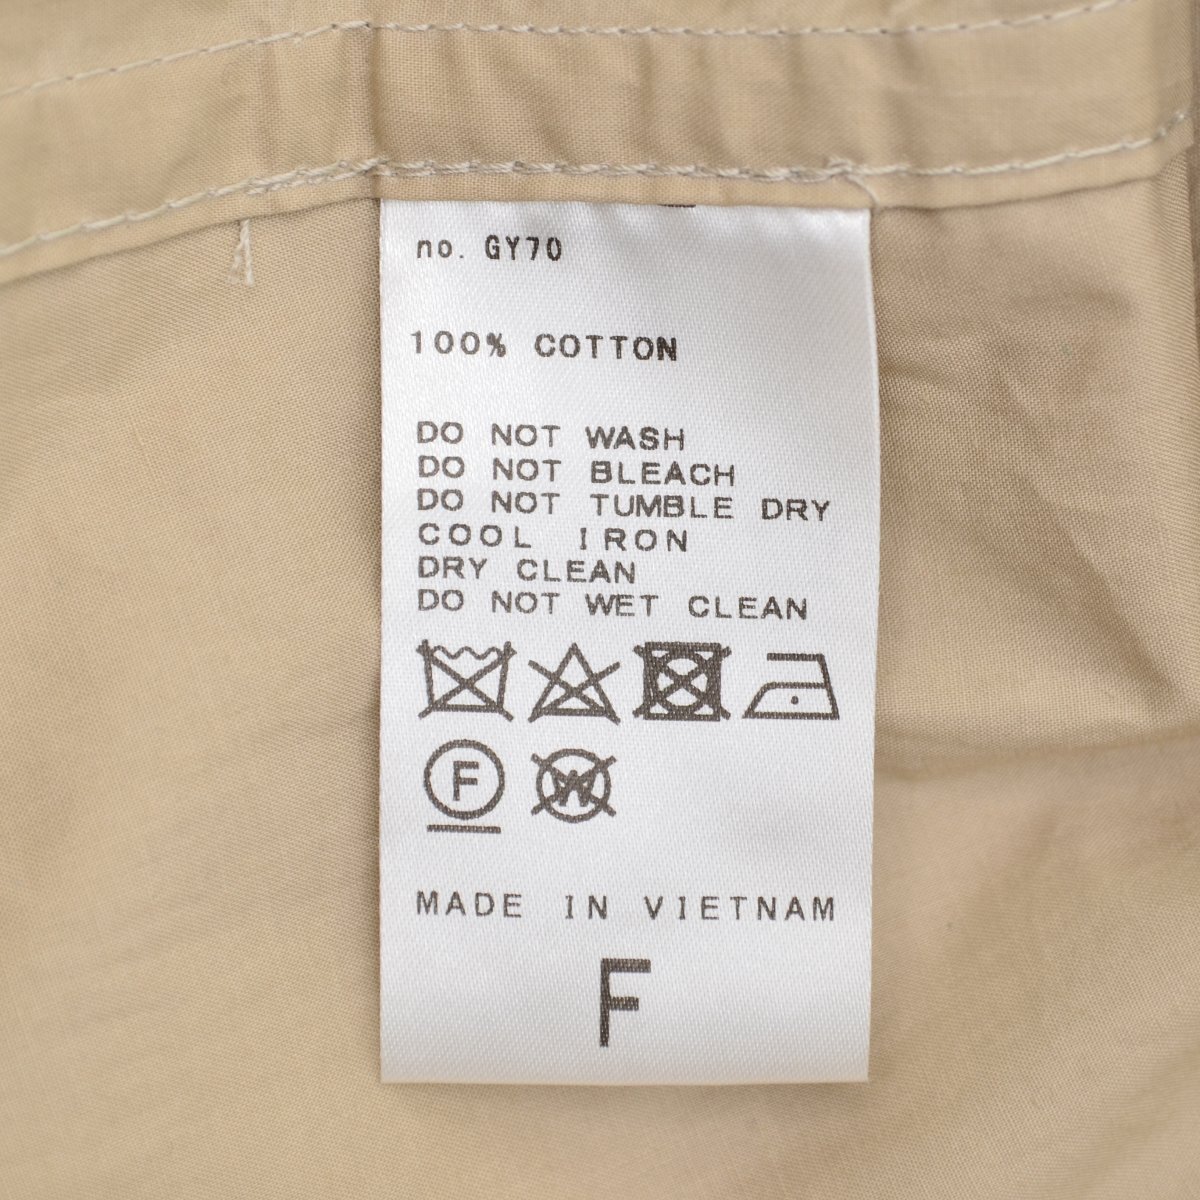 no. GY70
100% COTTON
DO NOT WASH
DO NOT BLEACH
DO NOT TUMBLE DRY
COOL IRON
DRY CLEAN
DO NOT WET CLEAN
F W
MADE IN VIETNAM
F